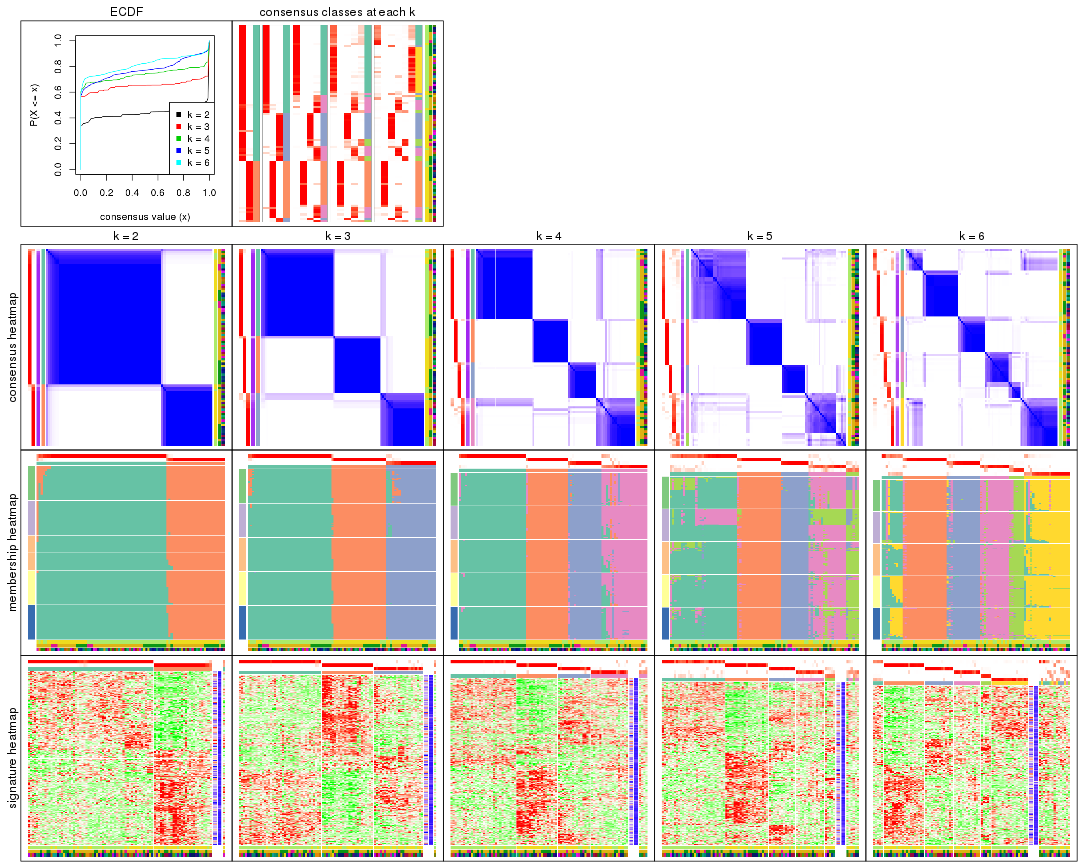 ECDF
consensus classes at each k
P(X <= x)
0.0 0.2 0.4 0.6 0.8 1.0
k = 2
k = 3
k = 4
k = 5
k = 6
0.0 0.2 0.4 0.6 0.8 1.0
consensus value (x)
k = 2 k = 3 k = 4 k = 5 k = 6
consensus heatmap
membership heatmap
signature heatmap